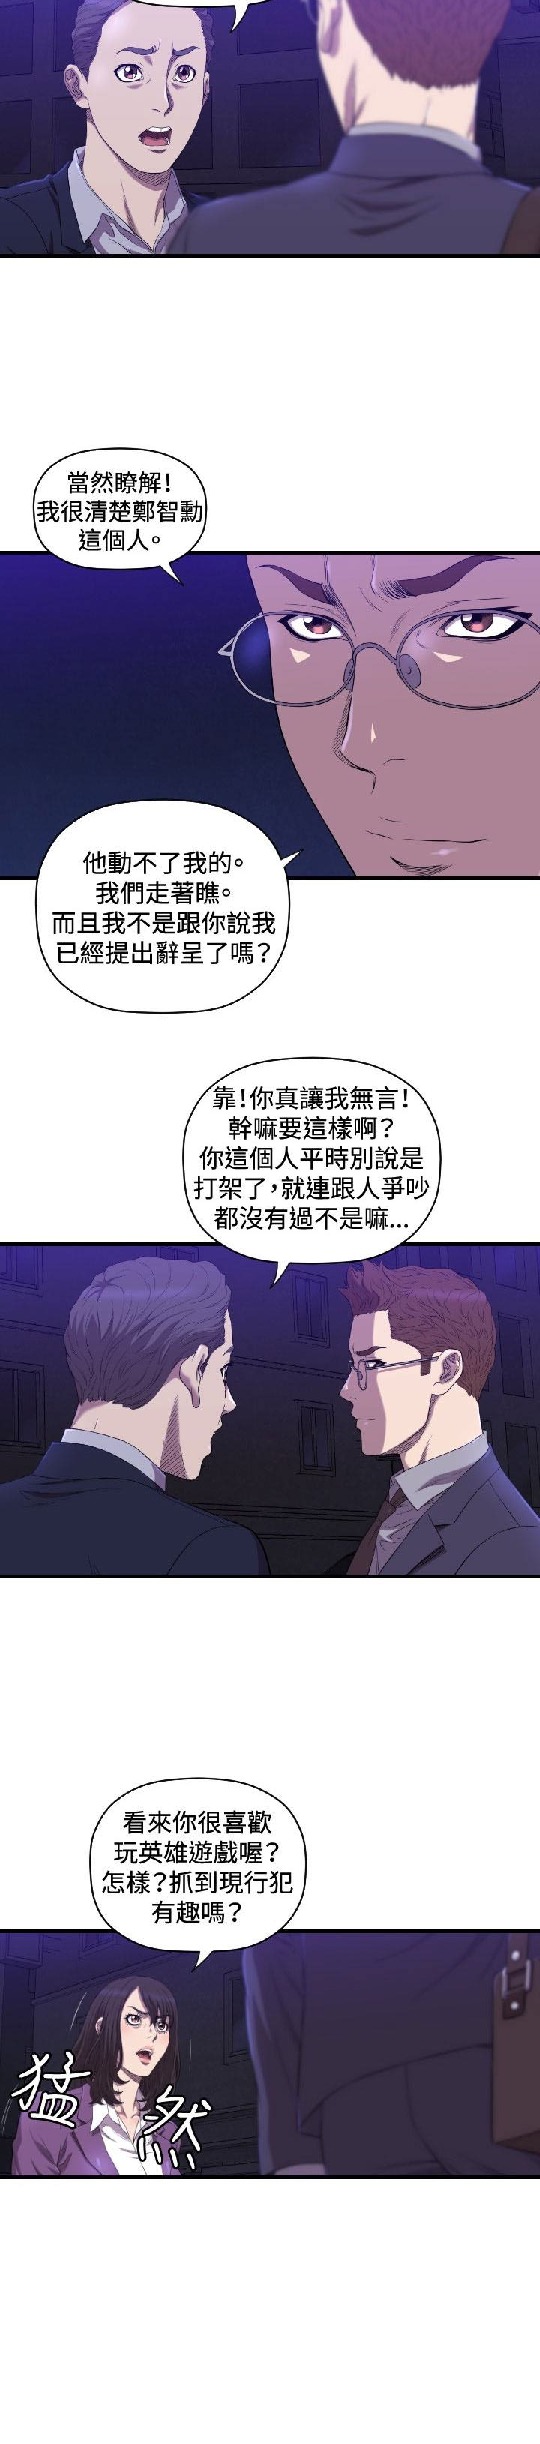 當然瞭解！
我很清楚鄭智勳
這個人。
他動不了我的。
我們走著瞧。
而且我不是跟你說我
已經提出辭呈了嗎？
靠！你真讓我無言！
幹嘛要這樣啊？
你這個人平時別說是
打架了，就連跟人爭吵
都沒有過不是嘛...
看來你很喜歡
玩英雄遊戲喔？
怎樣？抓到現行犯
有趣嗎？
猛然